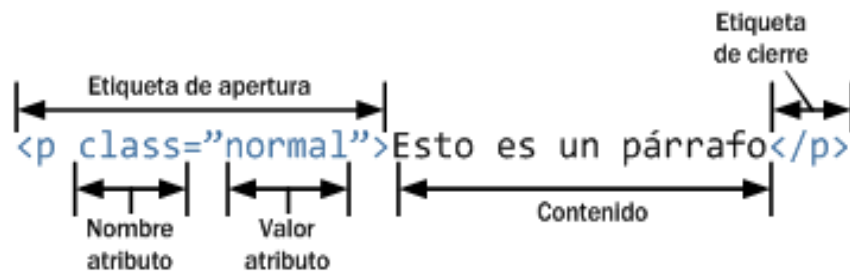 Etiqueta
de cierre
Etiqueta de apertura
<p class=”normal”>Esto es un párrafo</p>
Nombre
atributo
Valor
atributo
Contenido